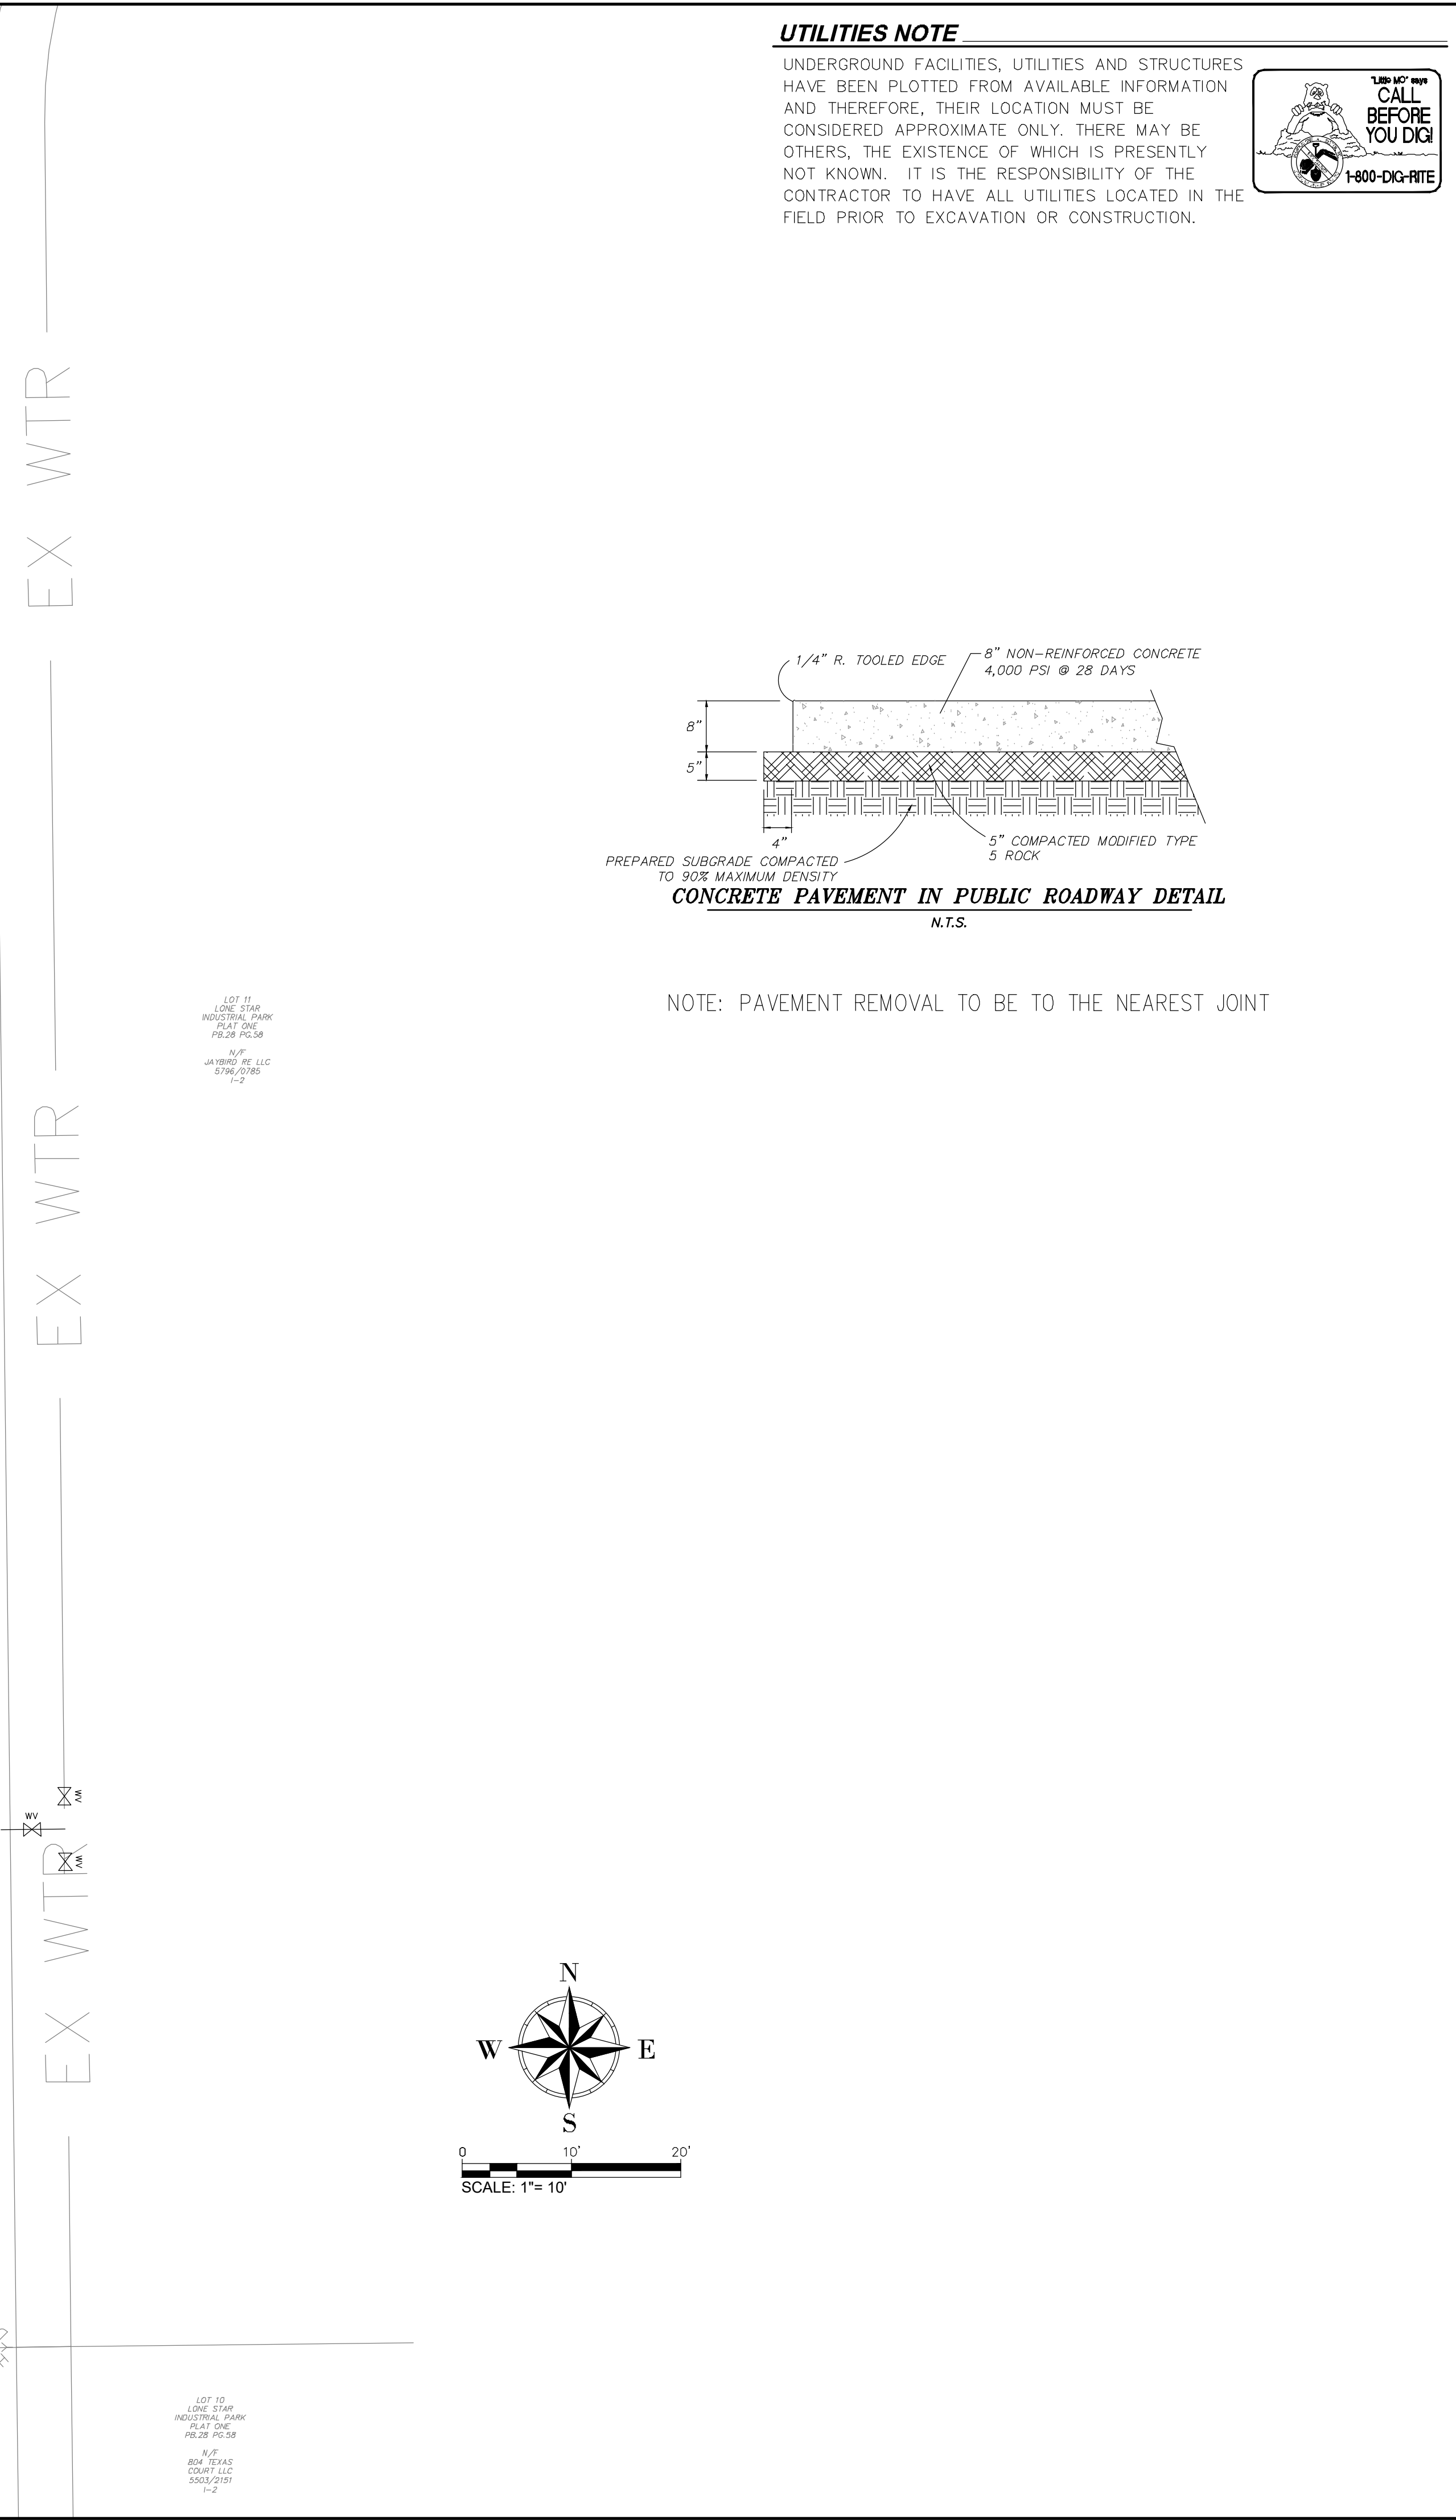 UTILITIES NOTE
UNDERGROUND FACILITIES, UTILITIES AND STRUCTURES
HAVE BEEN PLOTTED FROM AVAILABLE INFORMATION
AND THEREFORE, THEIR LOCATION MUST BE
CONSIDERED APPROXIMATE ONLY. THERE MAY BE
OTHERS, THE EXISTENCE OF WHICH IS PRESENTLY
NOT KNOWN. IT IS THE RESPONSIBILITY OF THE
CONTRACTOR TO HAVE ALL UTILITIES LOCATED IN THE
FIELD PRIOR TO EXCAVATION OR CONSTRUCTION.
"Little MO" says
CALL
BEFORE
YOU DIG!
1-800-DIG-RITE
EX WTR
1/4" R. TOOLED EDGE
8" NON-REINFORCED CONCRETE
4,000 PSI @ 28 DAYS
8"
5"
4"
5" COMPACTED MODIFIED TYPE
5 ROCK
PREPARED SUBGRADE COMPACTED
TO 90% MAXIMUM DENSITY
CONCRETE PAVEMENT IN PUBLIC ROADWAY DETAIL
N.T.S.
NOTE: PAVEMENT REMOVAL TO BE TO THE NEAREST JOINT
LOT 11
LONE STAR
INDUSTRIAL PARK
PLAT ONE
PB.28 PG.58
N/F
JAYBIRD RE LLC
5796/0785
I-2
EX WTR
WV
WV
WV
EX WTR
N
W
E
S
0 10' 20'
SCALE: 1"= 10'
LOT 10
LONE STAR
INDUSTRIAL PARK
PLAT ONE
PB.28 PG.58
N/F
804 TEXAS
COURT LLC
5503/2151
I-2